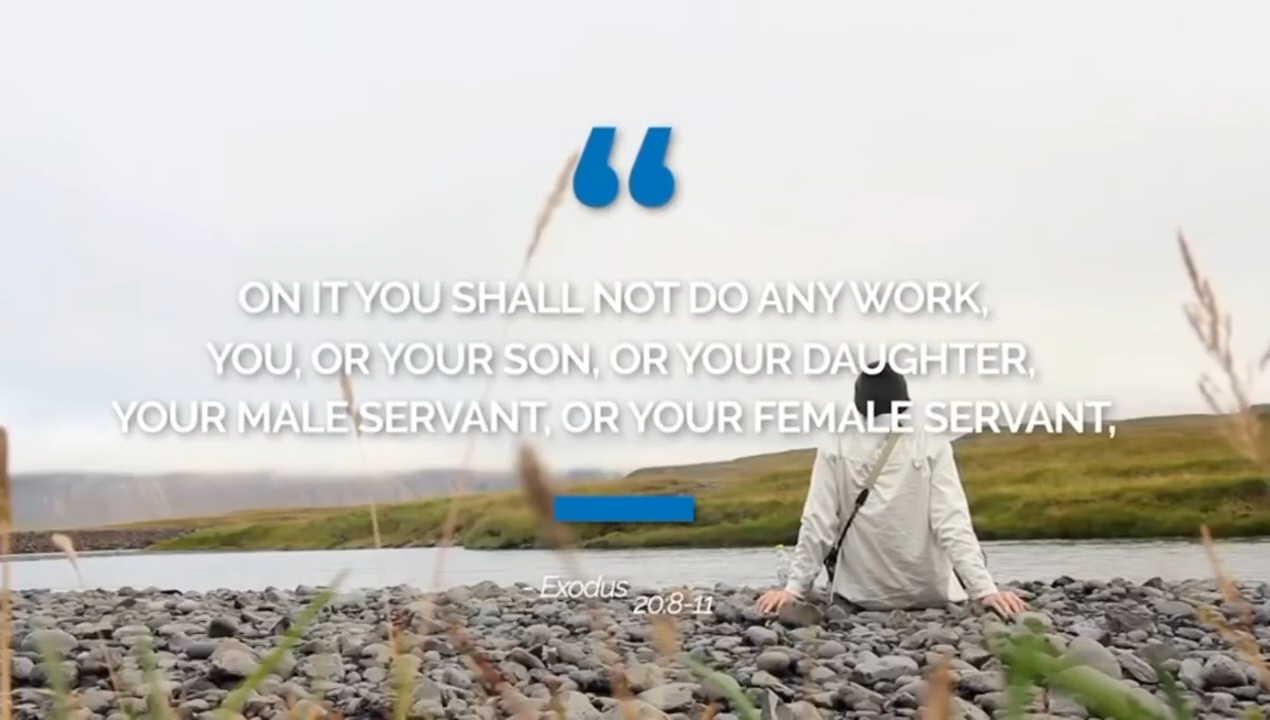 “
ON IT YOU SHALL NOT DO ANY WORK,
YOU, OR YOUR SON, OR YOUR DAUGHTER,
YOUR MALE SERVANT, OR YOUR FEMALE SERVANT,
- Exodus 20:8-11